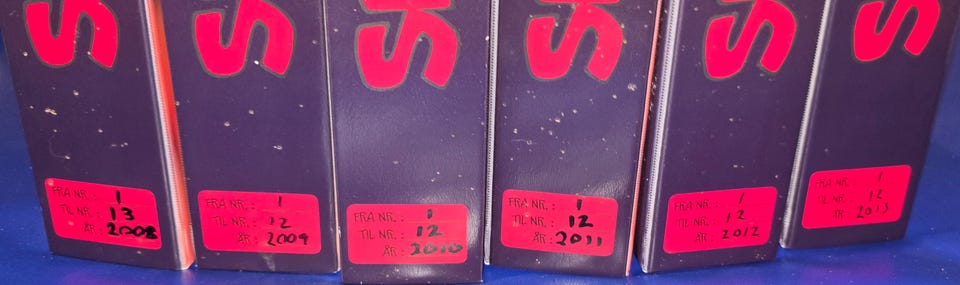 FRA NR. : 1
TIL NR. : 13
ÅR : 2008
FRA NR. : 1
TIL NR. : 12
ÅR : 2009
FRA NR. : 1
TIL NR. : 12
ÅR : 2010
FRA NR. : 1
TIL NR. : 12
ÅR : 2011
FRA NR. : 1
TIL NR. : 12
ÅR : 2012
FRA NR. 1
TIL NR. 12
ÅR : 2013